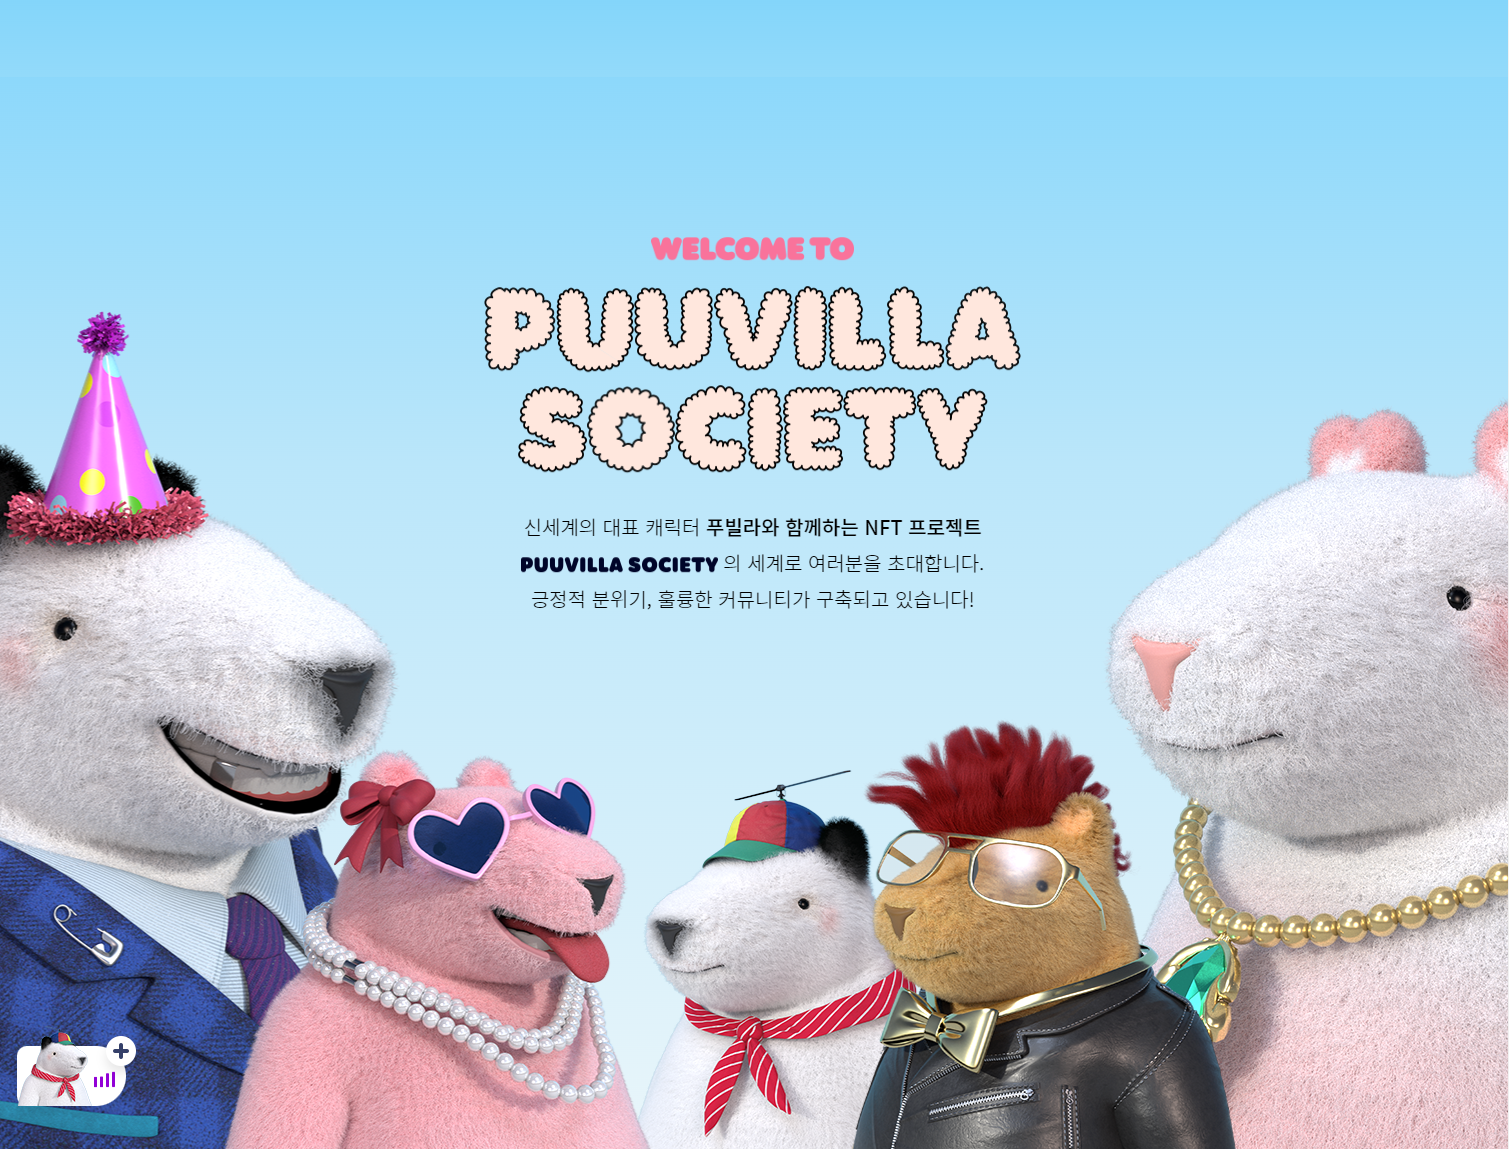 WELCOME TO
PUUVILLA
SOCIETY
신세계의 대표 캐릭터 푸빌라와 함께하는 NFT 프로젝트
PUUVILLA SOCIETY 의 세계로 여러분을 초대합니다.
긍정적 분위기, 훌륭한 커뮤니티가 구축되고 있습니다!